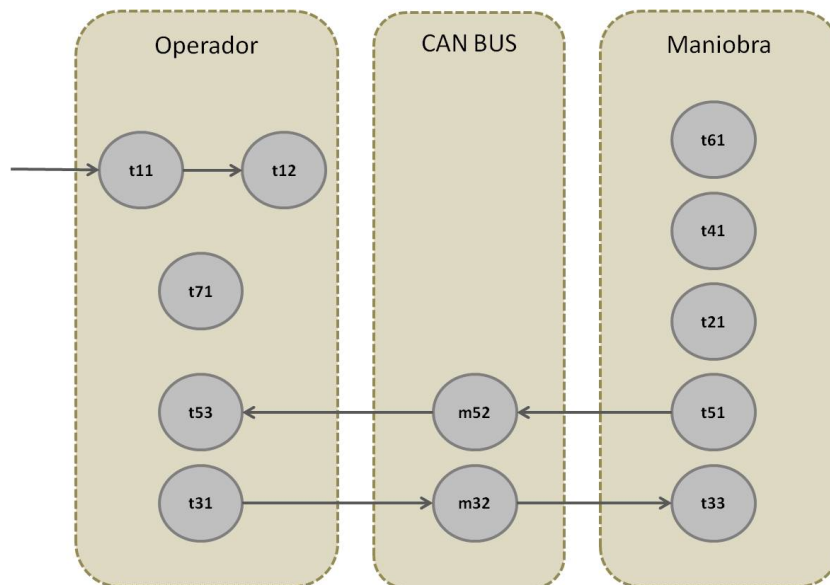 Operador
CAN BUS
Maniobra
t11
t12
t61
t41
t71
t21
t53
m52
t51
t31
m32
t33